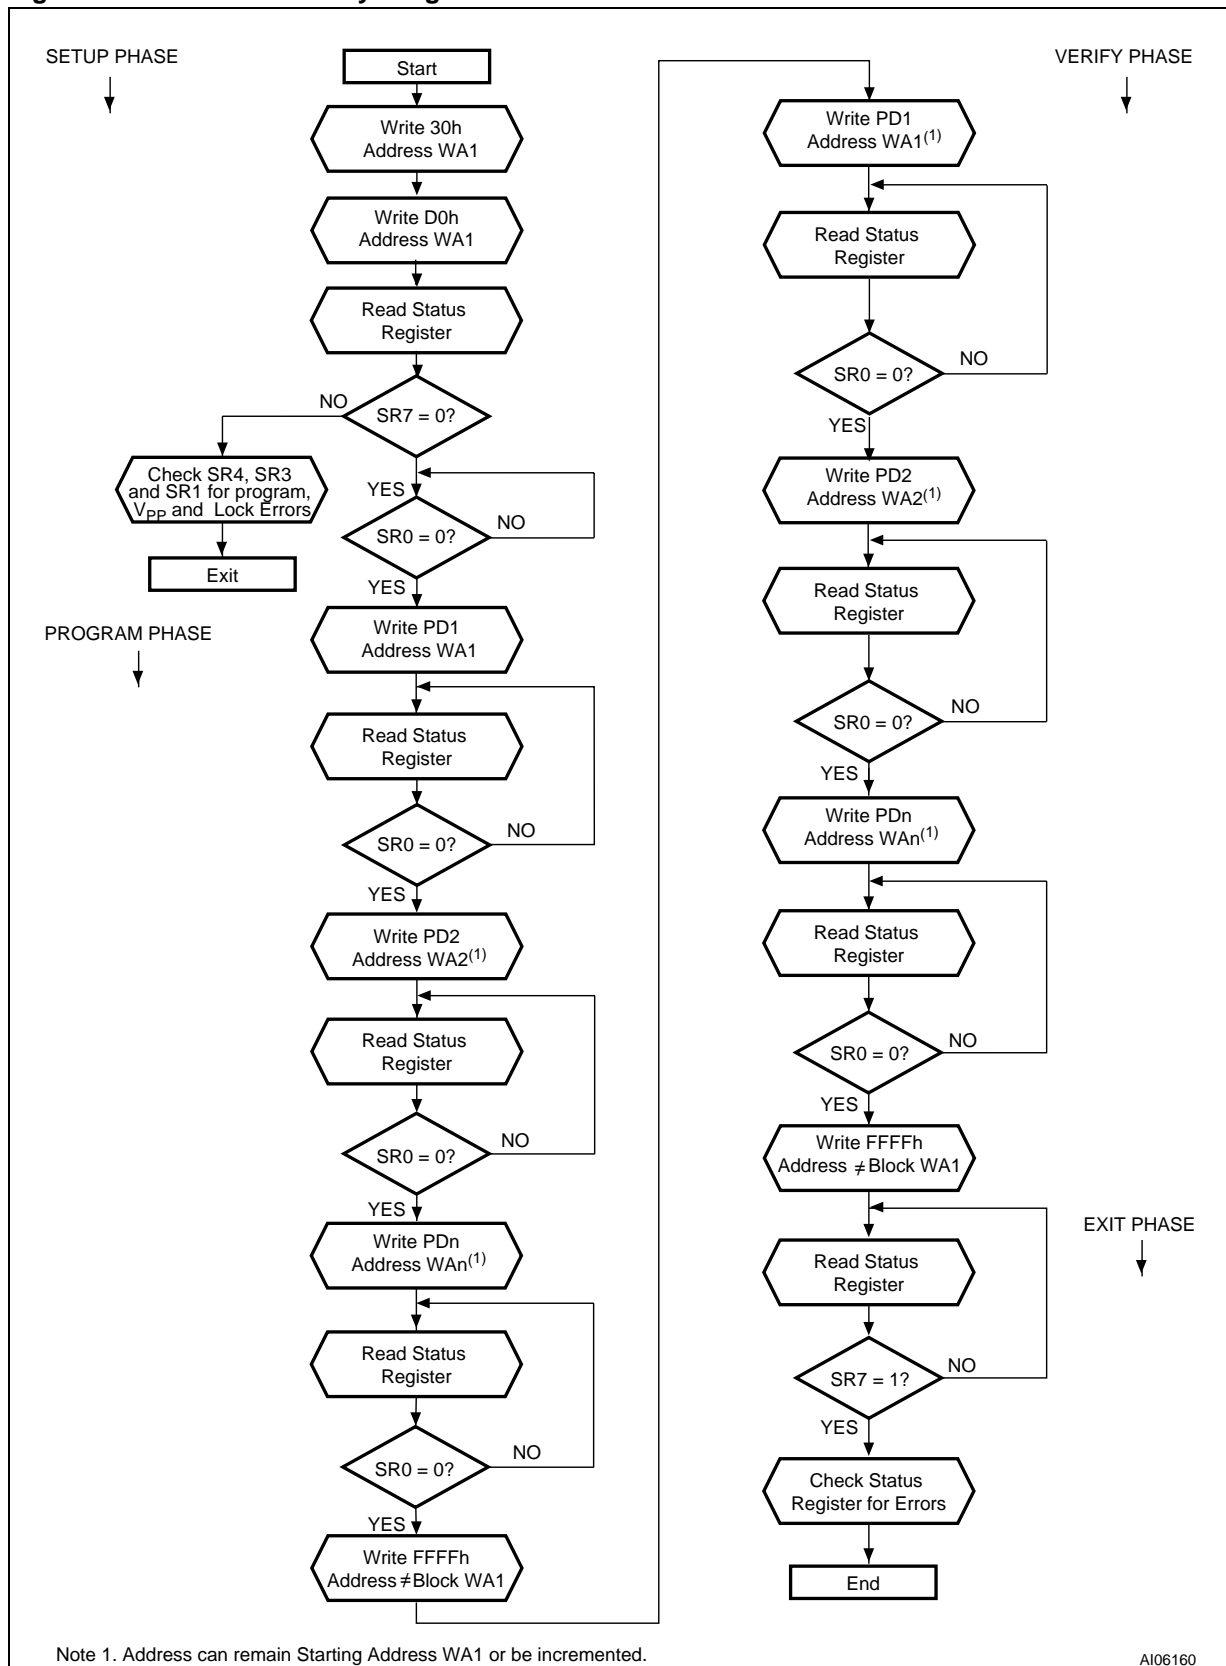 SETUP PHASE
Start
Write 30h
Address WA1
Write D0h
Address WA1
Read Status
Register
NO
SR7 = 0?
Check SR4, SR3
and SR1 for program,
VPP and Lock Errors
Exit
YES
SR0 = 0?
NO
YES
PROGRAM PHASE
Write PD1
Address WA1
Read Status
Register
SR0 = 0?
NO
YES
Write PD2
Address WA2(1)
Read Status
Register
SR0 = 0?
NO
YES
Write PDn
Address WAn(1)
Read Status
Register
SR0 = 0?
NO
YES
Write FFFFh
Address ≠ Block WA1
VERIFY PHASE
Write PD1
Address WA1(1)
Read Status
Register
SR0 = 0?
NO
YES
Write PD2
Address WA2(1)
Read Status
Register
SR0 = 0?
NO
YES
Write PDn
Address WAn(1)
Read Status
Register
SR0 = 0?
NO
YES
Write FFFFh
Address ≠ Block WA1
EXIT PHASE
Read Status
Register
SR7 = 1?
NO
YES
Check Status
Register for Errors
End
Note 1. Address can remain Starting Address WA1 or be incremented.
AI06160